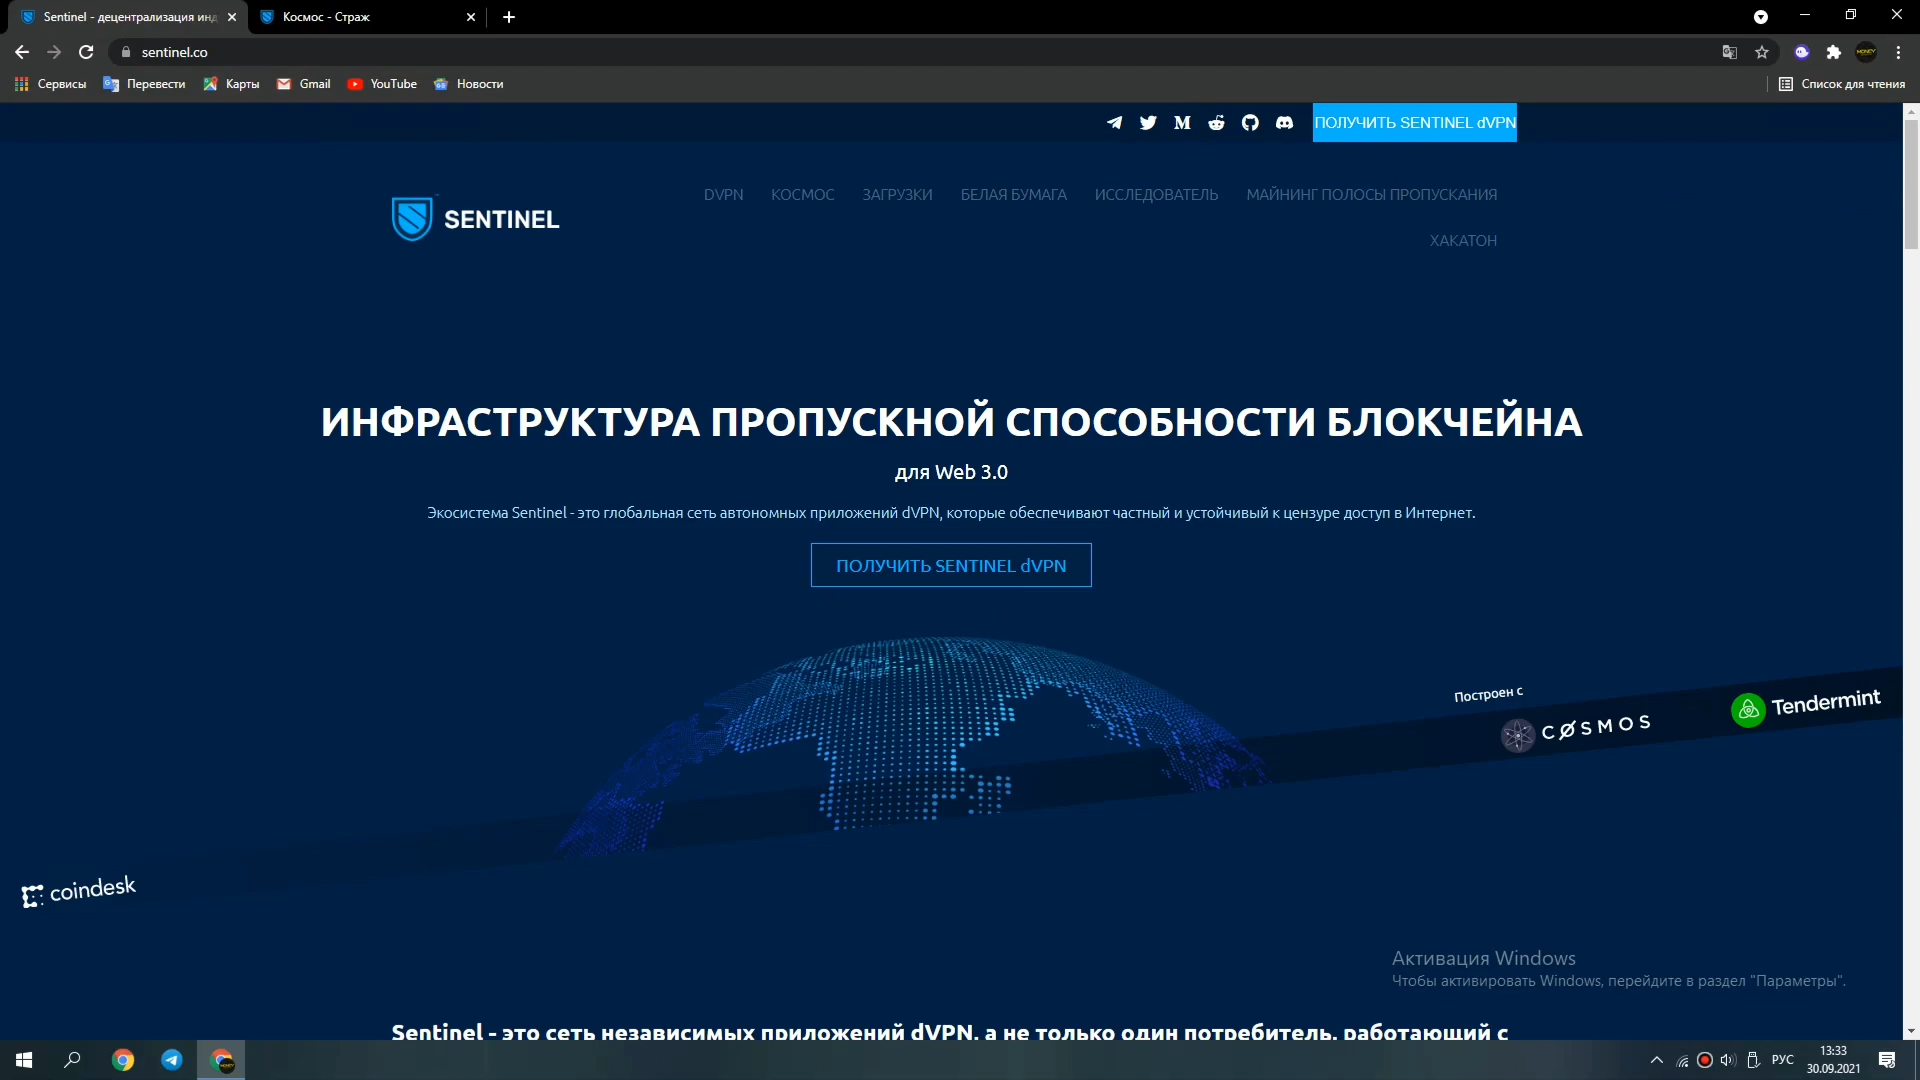 Sentinel - децентрализация инд
Космос - Страж
sentinel.co
Сервисы
Перевести
Карты
Gmail
YouTube
Новости
Список для чтения
ПОЛУЧИТЬ SENTINEL dVPN
SENTINEL
DVPN
КОСМОС
ЗАГРУЗКИ
БЕЛАЯ БУМАГА
ИССЛЕДОВАТЕЛЬ
МАЙНИНГ ПОЛОСЫ ПРОПУСКАНИЯ
ХАКАТОН
ИНФРАСТРУКТУРА ПРОПУСКНОЙ СПОСОБНОСТИ БЛОКЧЕЙНА
для Web 3.0
Экосистема Sentinel - это глобальная сеть автономных приложений dVPN, которые обеспечивают частный и устойчивый к цензуре доступ в Интернет.
ПОЛУЧИТЬ SENTINEL dVPN
Построен с
COSMOS
Tendermint
coindesk
Активация Windows
Чтобы активировать Windows, перейдите в раздел "Параметры".
Sentinel - это сеть независимых приложений dVPN, а не только один потребитель, работающий с
РУС
13:33
30.09.2021